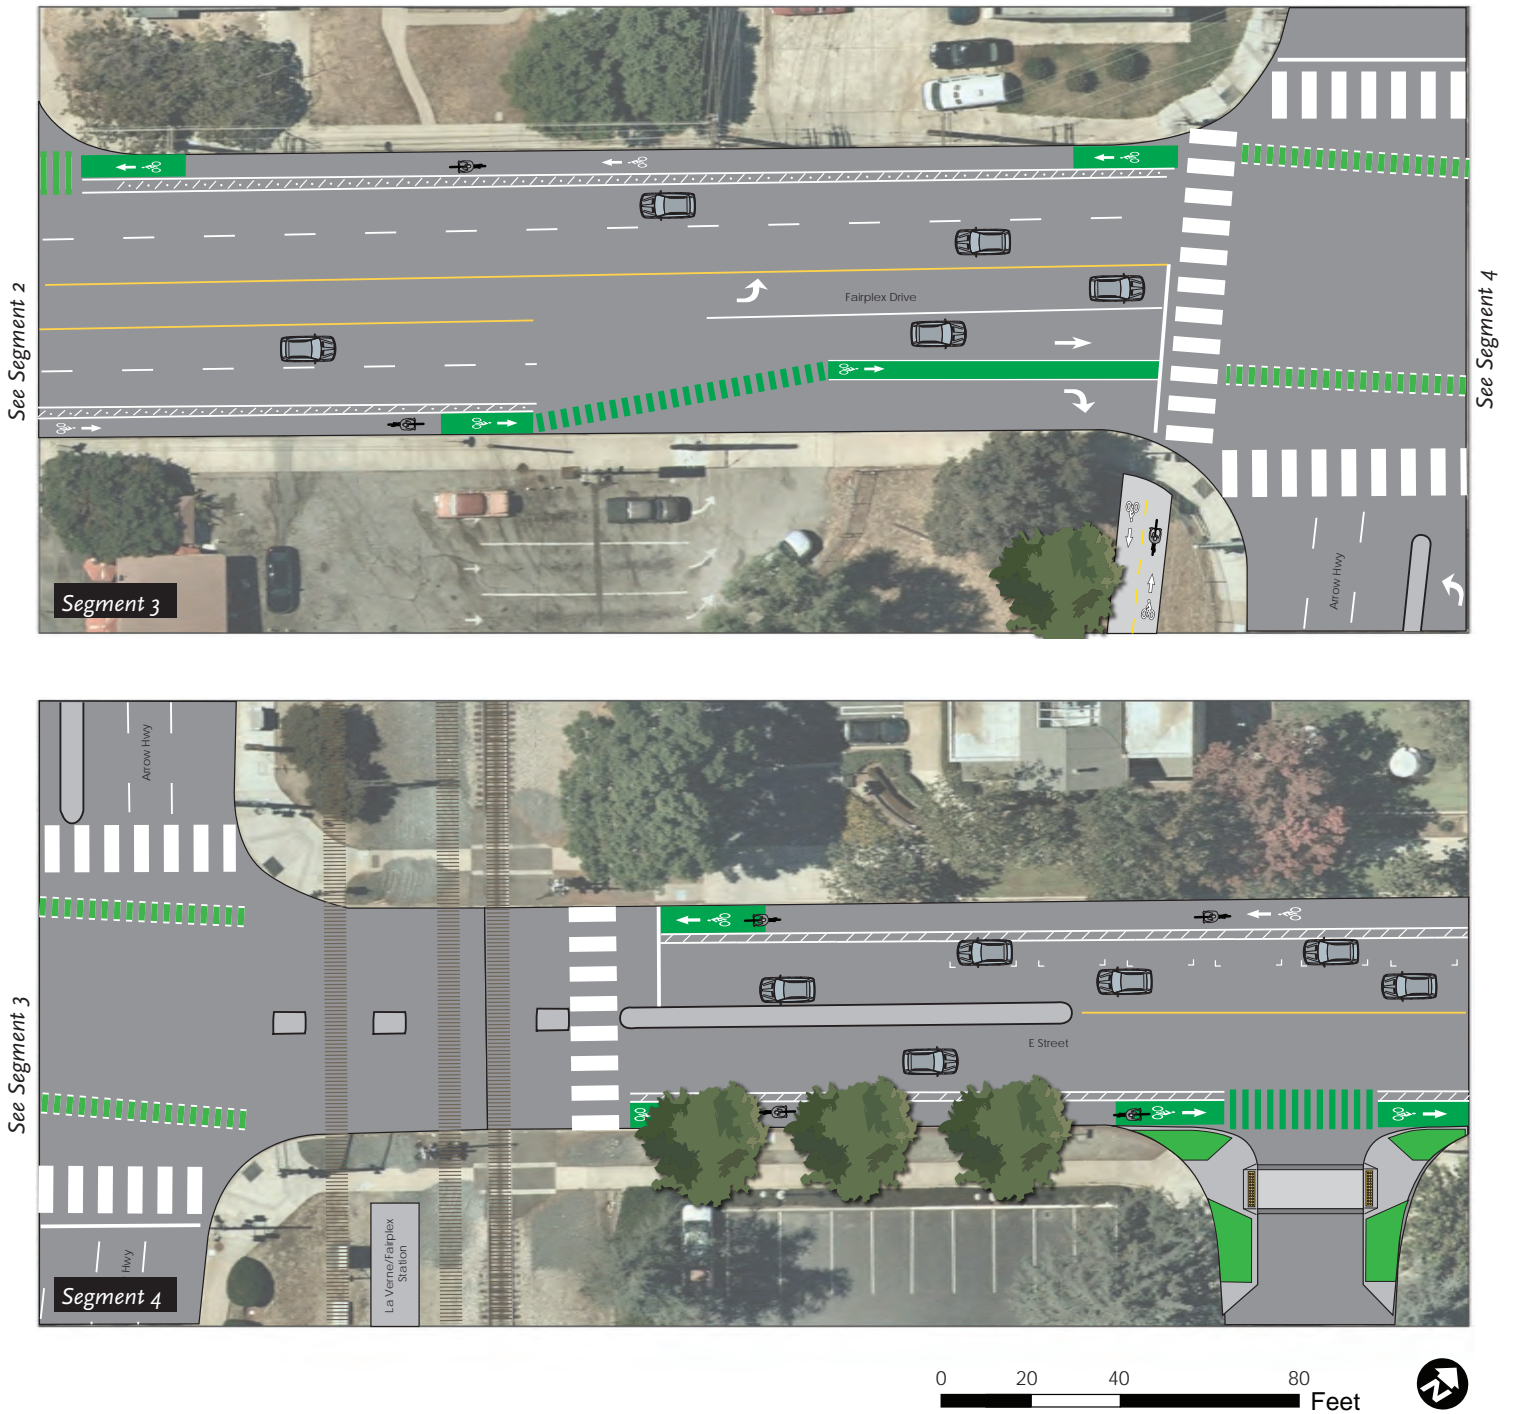 See Segment 2
Fairplex Drive
See Segment 4
Arrow Hwy
Segment 3
Arrow Hwy
See Segment 3
E Street
La Verne/Fairplex
Station
Hwy
Segment 4
0 20 40 80
Feet
N